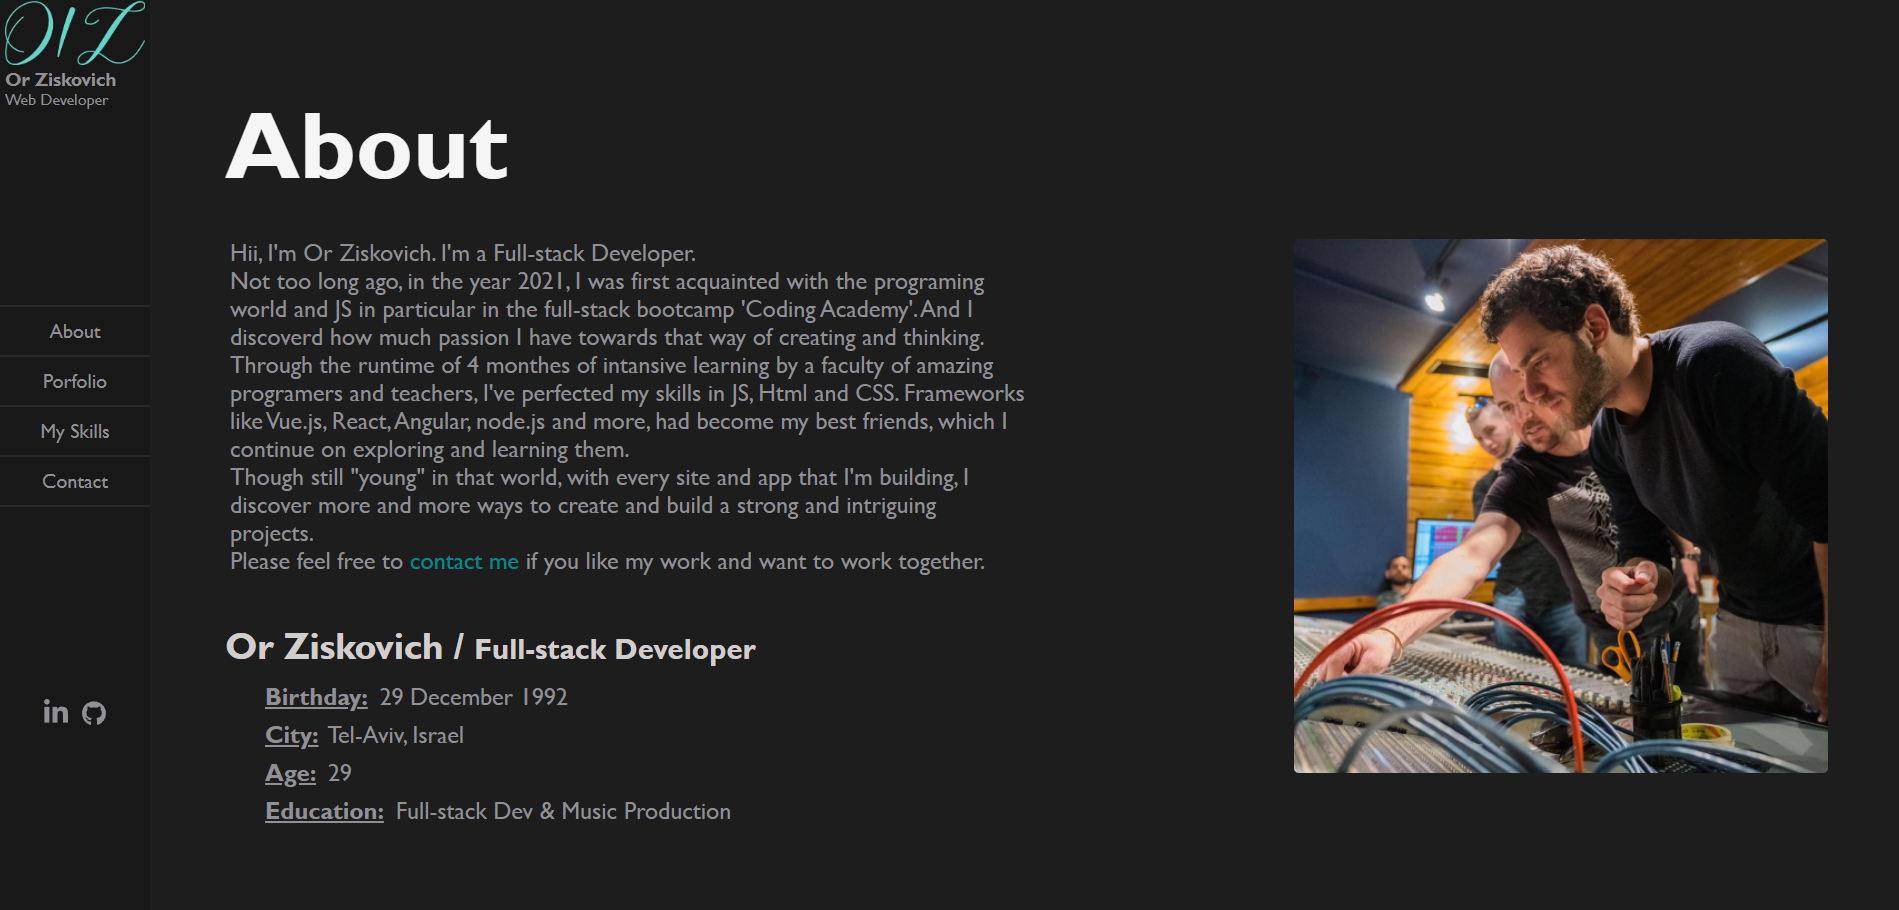 OIZ
Or Ziskovich
Web Developer
About
Porfolio
My Skills
Contact
in
About
Hii, I'm Or Ziskovich. I'm a Full-stack Developer.
Not too long ago, in the year 2021, I was first acquainted with the programing
world and JS in particular in the full-stack bootcamp 'Coding Academy'. And I
discoverd how much passion I have towards that way of creating and thinking.
Through the runtime of 4 monthes of intansive learning by a faculty of amazing
programers and teachers, I've perfected my skills in JS, Html and CSS. Frameworks
like Vue.js, React, Angular, node.js and more, had become my best friends, which I
continue on exploring and learning them.
Though still "young" in that world, with every site and app that I'm building, I
discover more and more ways to create and build a strong and intriguing
projects.
Please feel free to contact me if you like my work and want to work together.
Or Ziskovich / Full-stack Developer
Birthday: 29 December 1992
City: Tel-Aviv, Israel
Age: 29
Education: Full-stack Dev & Music Production